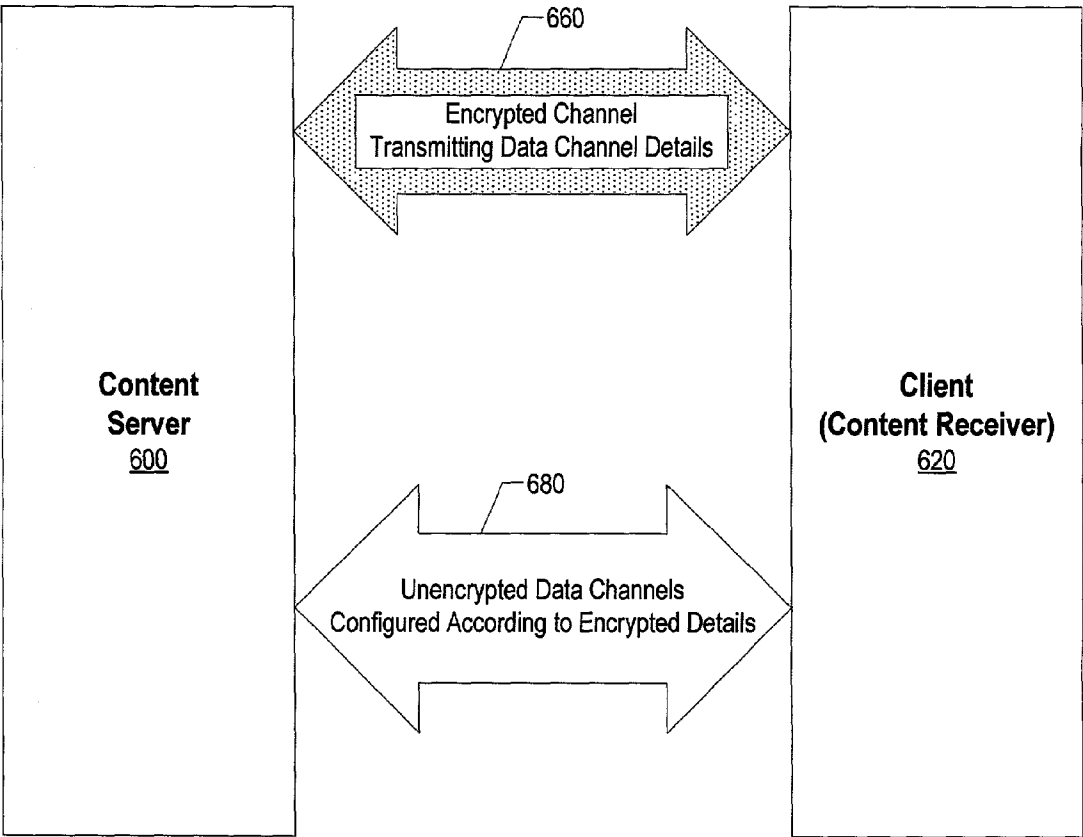 660
Encrypted Channel
Transmitting Data Channel Details
Content
Server
600
Client
(Content Receiver)
620
680
Unencrypted Data Channels
Configured According to Encrypted Details